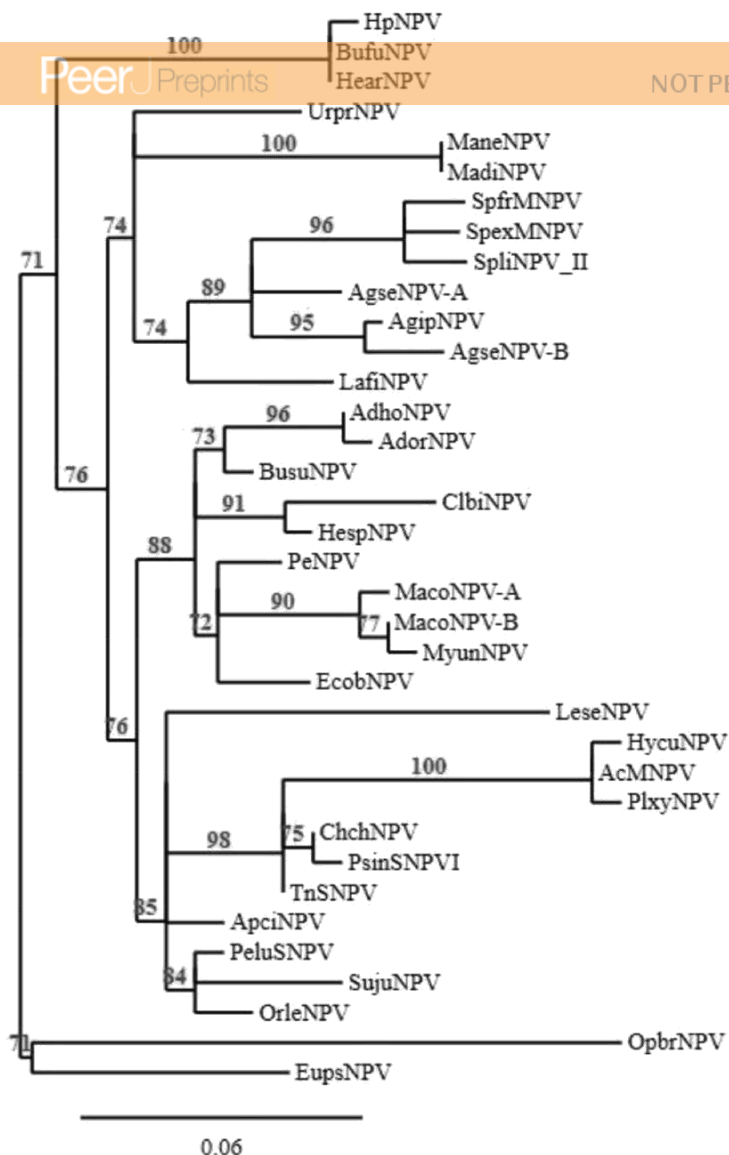 HpNPV
100
BufuNPV
PeerJ Preprints
HearNPV
NOT PE
UrprNPV
100
ManeNPV
MadiNPV
SpfrMNPV
74
96
SpexMNPV
71
SpliNPV_II
89
AgseNPV-A
74
95
AgipNPV
AgseNPV-B
LafiNPV
96
AdhoNPV
73
AdorNPV
76
BusuNPV
91
ClbiNPV
HespNPV
88
PeNPV
90
MacoNPV-A
72
77
MacoNPV-B
MyunNPV
EcobNPV
76
LeseNPV
HycuNPV
100
AcMNPV
PlxyNPV
98
75
ChchNPV
PsinSNPVI
TnSNPV
85
ApciNPV
PeluSNPV
84
SujuNPV
OrleNPV
71
OpbrNPV
EupsNPV
0.06